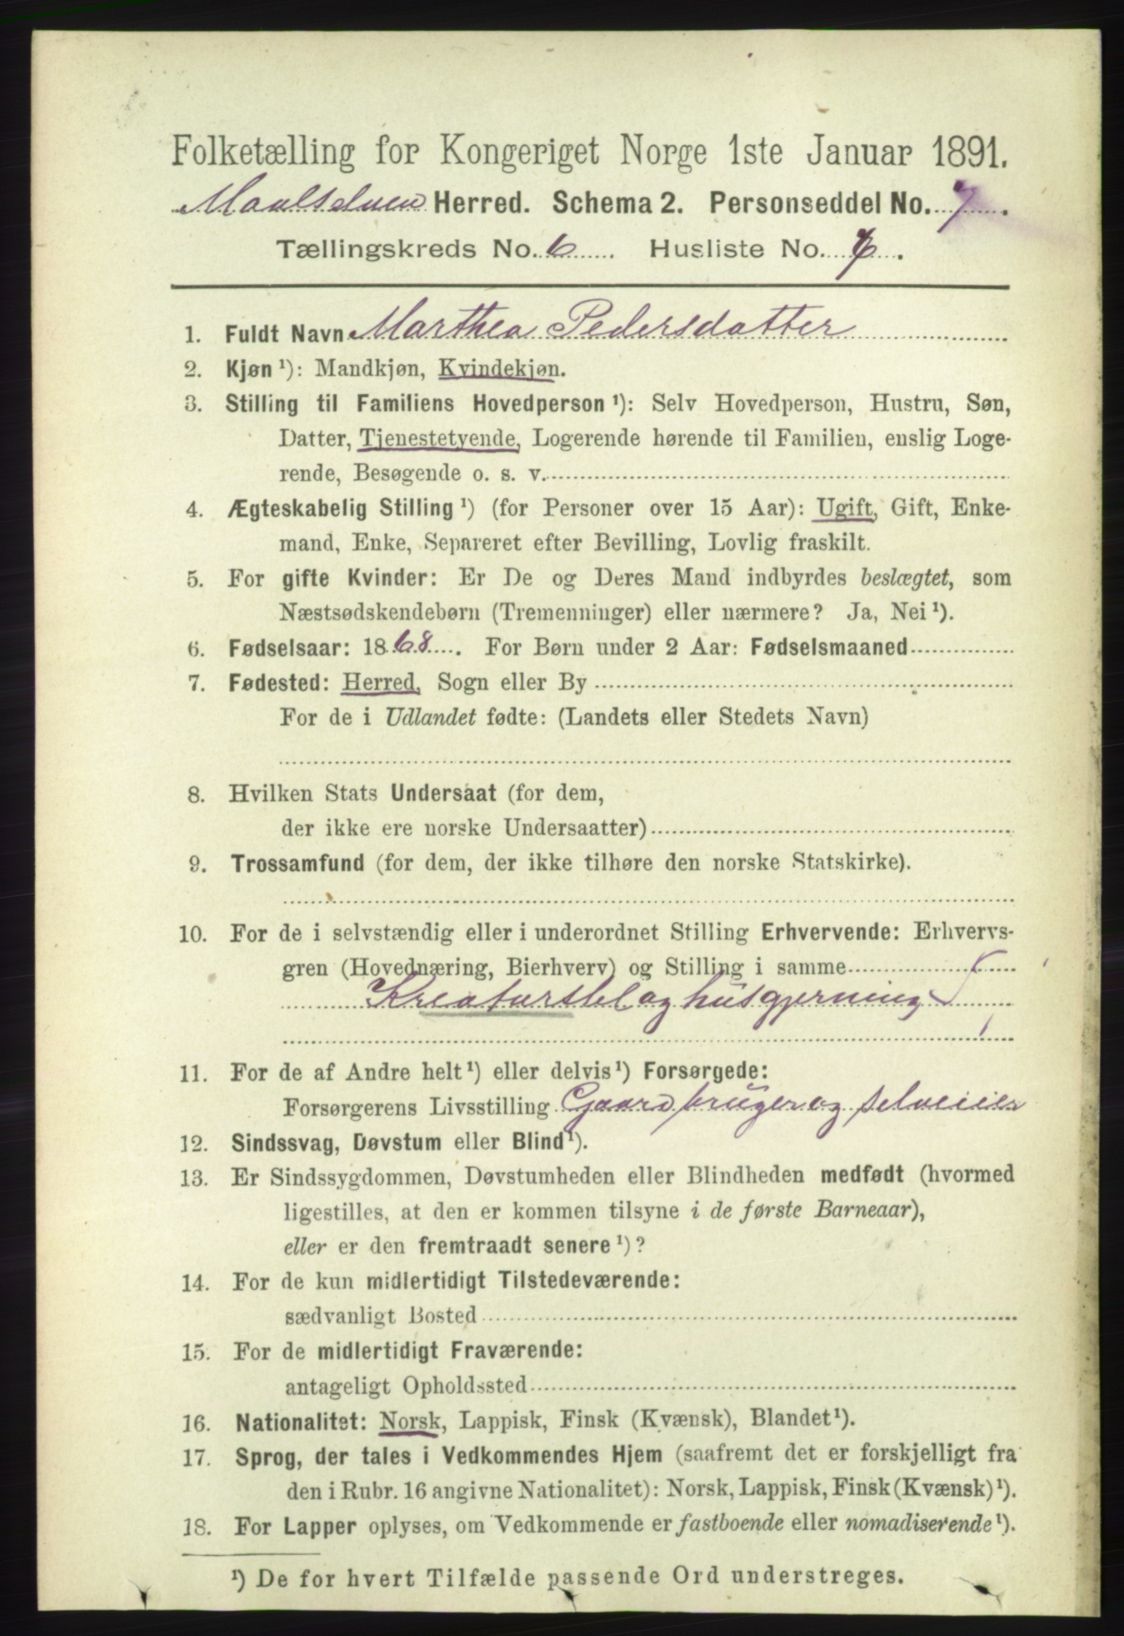 Folketælling for Kongeriget Norge 1ste Januar 1891.
Maalselven Herred. Schema 2. Personseddel No. 7.
Tællingskreds No. 6. Husliste No. .
1. Fuldt Navn Marthea Pedersdatter
2. Kjøn ¹): Mandkjøn, Kvindekjøn.
3. Stilling til Familiens Hovedperson ¹): Selv Hovedperson, Hustru, Søn,
Datter, Tjenestetyende, Logerende hørende til Familien, enslig Loge-
rende, Besøgende o. s. v.
4. Ægteskabelig Stilling ¹) (for Personer over 15 Aar): Ugift, Gift, Enke-
mand, Enke, Separeret efter Bevilling, Lovlig fraskilt.
5. For gifte Kvinder: Er De og Deres Mand indbyrdes beslægtet, som
Næstsødskendebørn (Tremenninger) eller nærmere? Ja, Nei ¹).
6. Fødselsaar: 1868. For Børn under 2 Aar: Fødselsmaaned
7. Fødested: Herred, Sogn eller By
For de i Udlandet fødte: (Landets eller Stedets Navn)
8. Hvilken Stats Undersaat (for dem,
der ikke ere norske Undersaatter)
9. Trossamfund (for dem, der ikke tilhøre den norske Statskirke).
10. For de i selvstændig eller i underordnet Stilling Erhvervende: Erhvervs-
gren (Hovednæring, Bierhverv) og Stilling i samme
Kreaturstel og husgjerning
11. For de af Andre helt ¹) eller delvis ¹) Forsørgede:
Forsørgerens Livsstilling Gaardbruger og selveier
12. Sindssvag, Døvstum eller Blind ¹).
13. Er Sindssygdommen, Døvstumheden eller Blindheden medfødt (hvormed
ligestilles, at den er kommen tilsyne i de første Barneaar),
eller er den fremtraadt senere ¹)?
14. For de kun midlertidigt Tilstedeværende:
sædvanligt Bosted
15. For de midlertidigt Fraværende:
antageligt Opholdssted
16. Nationalitet: Norsk, Lappisk, Finsk (Kvænsk), Blandet ¹).
17. Sprog, der tales i Vedkommendes Hjem (saafremt det er forskjelligt fra
den i Rubr. 16 angivne Nationalitet): Norsk, Lappisk, Finsk (Kvænsk) ¹).
18. For Lapper oplyses, om Vedkommende er fastboende eller nomadiserende ¹).
¹) De for hvert Tilfælde passende Ord understreges.